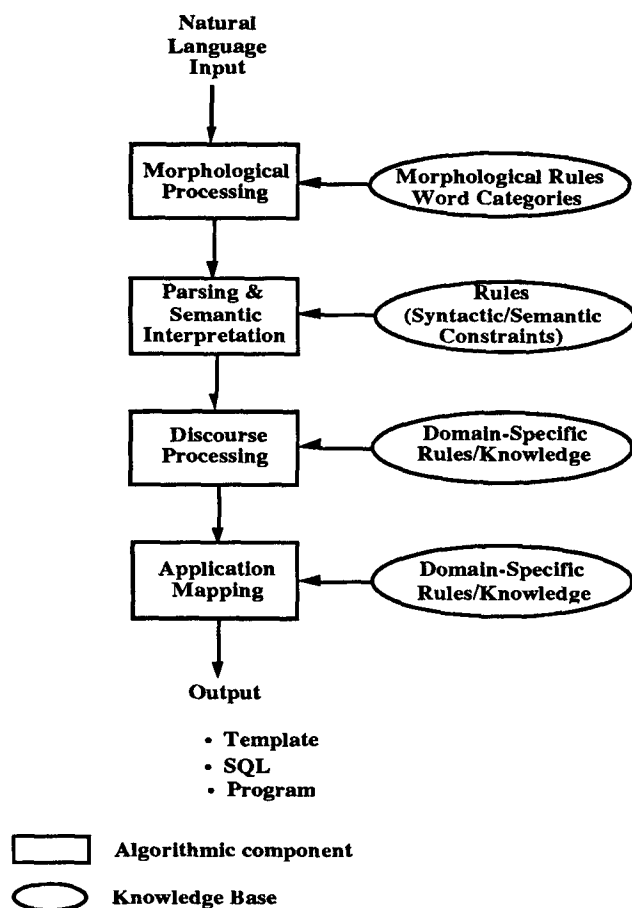 Natural
Language
Input
Morphological
Processing
Morphological Rules
Word Categories
Parsing &
Semantic
Interpretation
Rules
(Syntactic/Semantic
Constraints)
Discourse
Processing
Domain-Specific
Rules/Knowledge
Application
Mapping
Domain-Specific
Rules/Knowledge
Output
• Template
• SQL
• Program
Algorithmic component
Knowledge Base